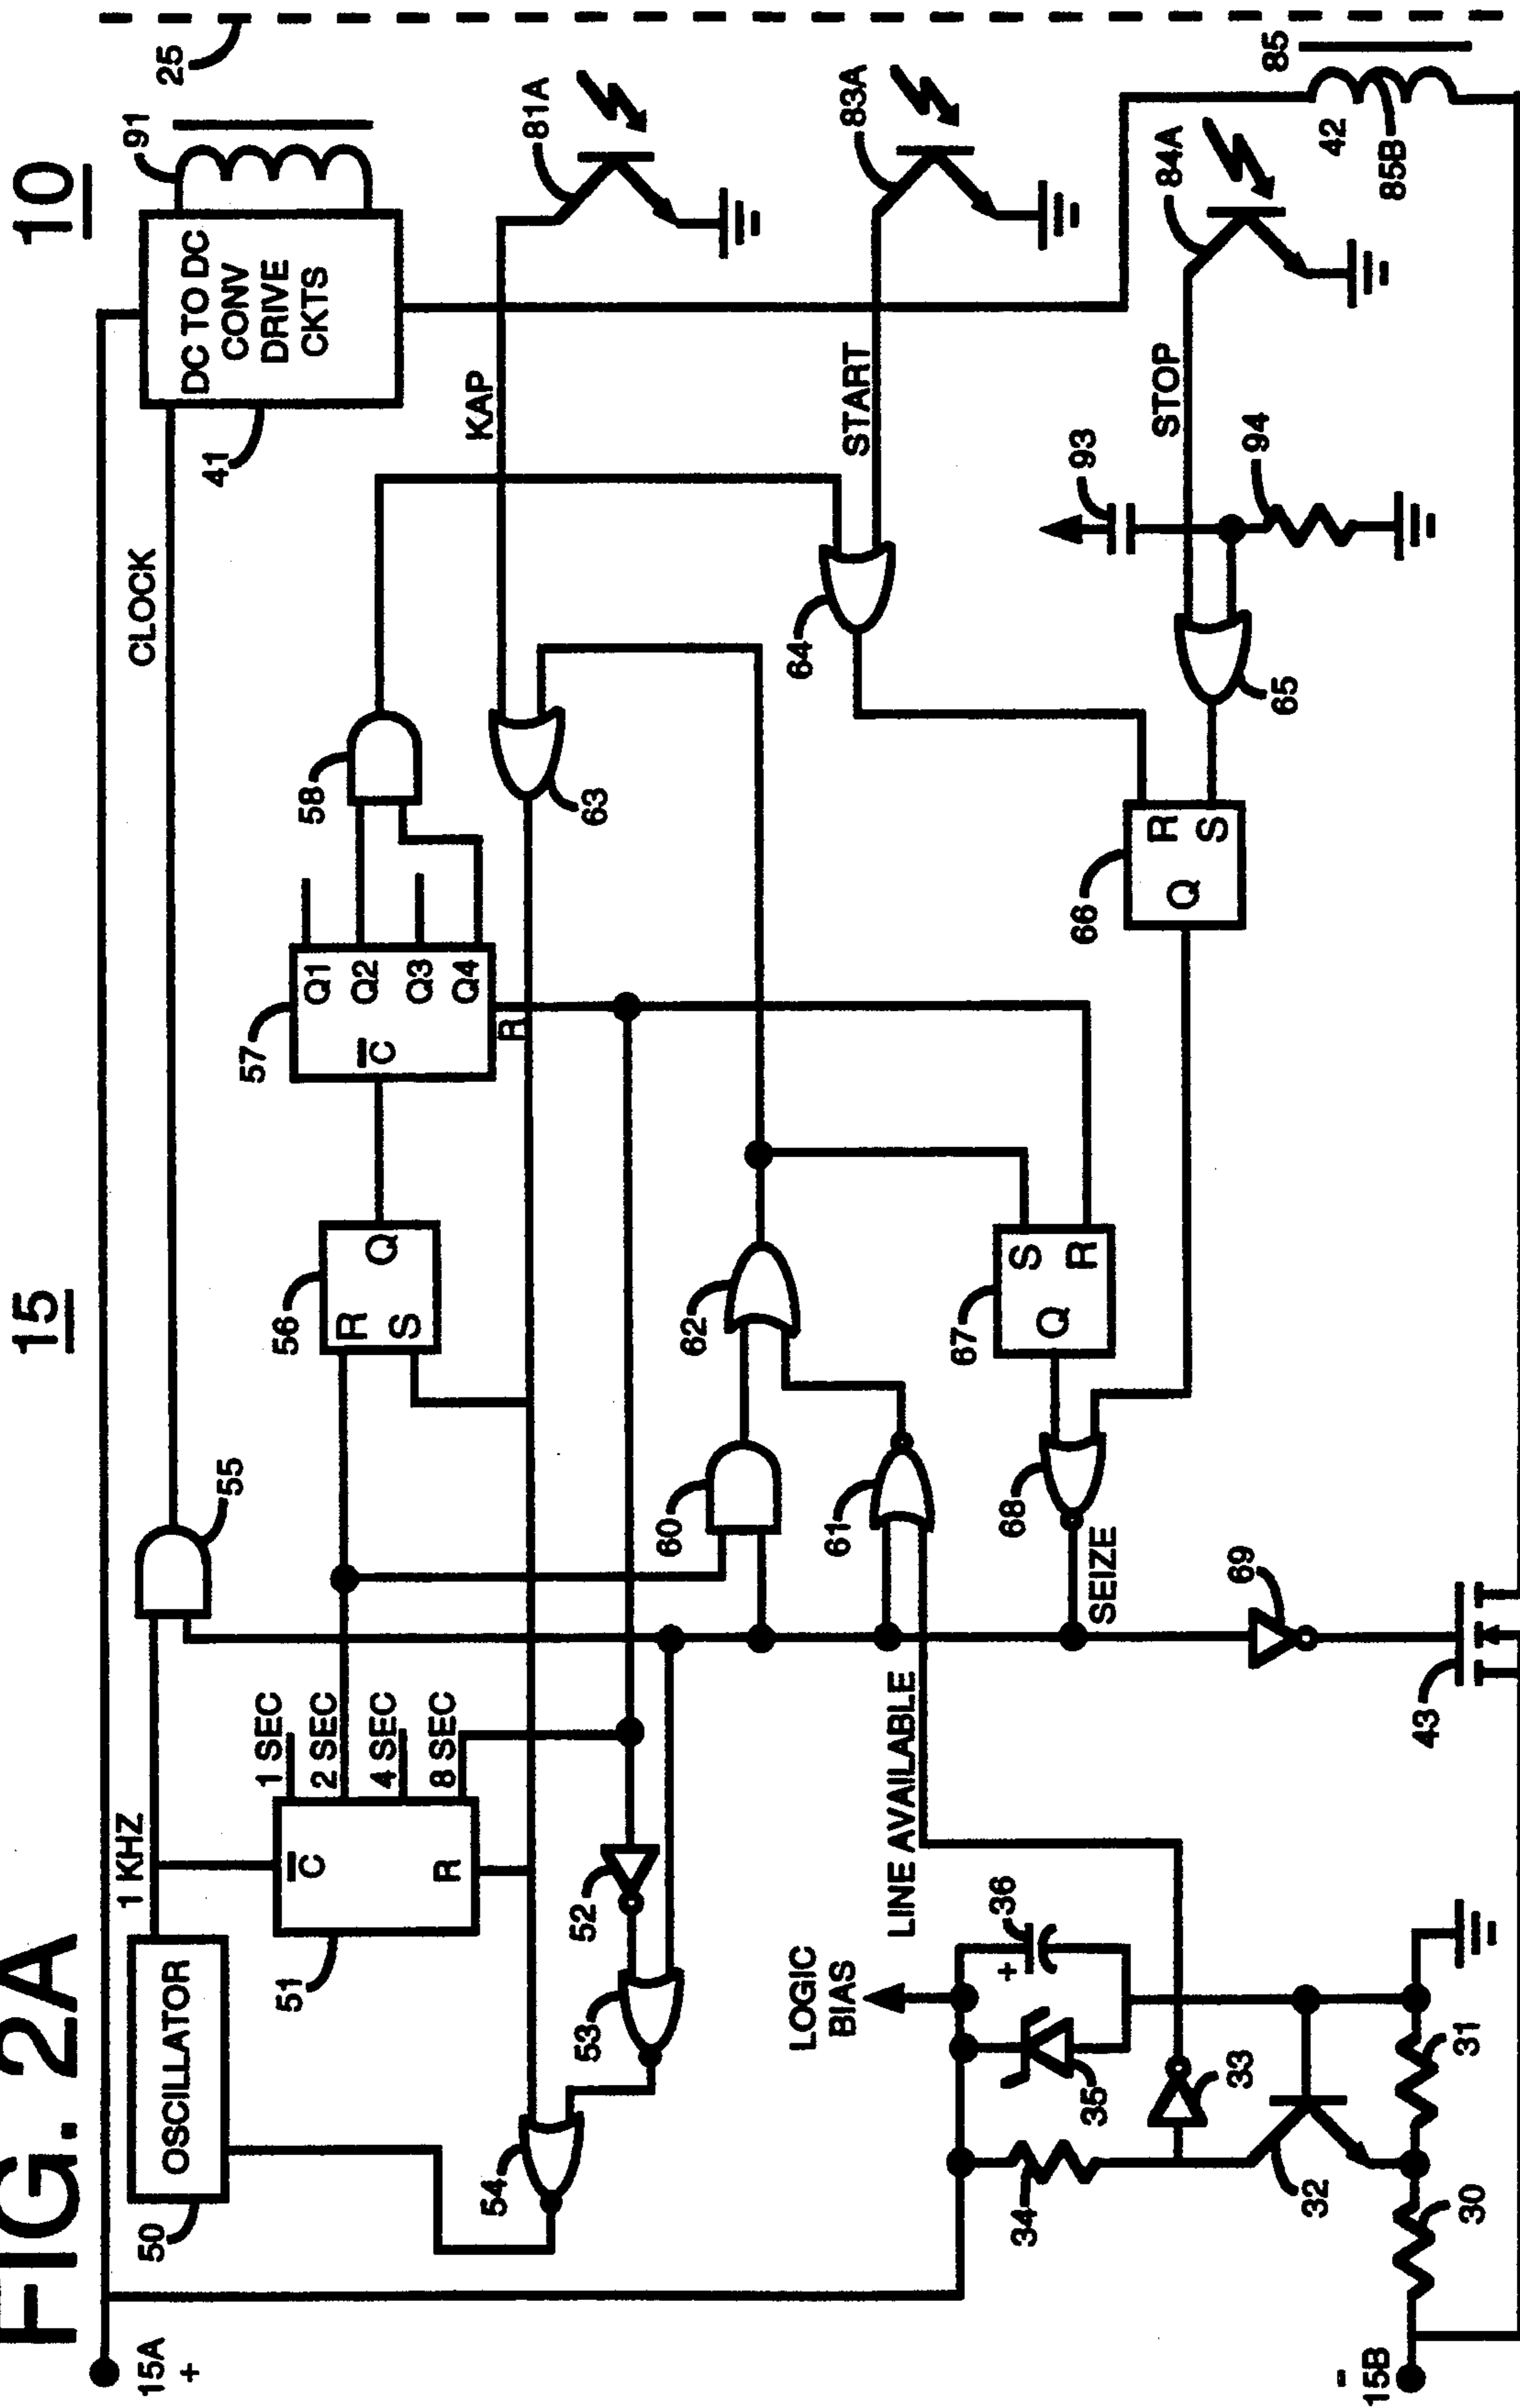 FIG. 2A
15
10
15A
+
50
OSCILLATOR
1 KHZ
CLOCK
41
DC TO DC
CONV
DRIVE
CKTS
91
25
51
C
R
1 SEC
2 SEC
4 SEC
8 SEC
55
56
R
S
Q
57
C
Q1
Q2
Q3
Q4
R
58
KAP
81A
54
53
52
60
62
63
64
START
83A
LOGIC
BIAS
LINE AVAILABLE
61
67
Q
S
R
68
SEIZE
66
Q
R
S
65
STOP
93
94
84A
42
85
85B
34
35
+
36
33
32
69
43
-
15B
30
31